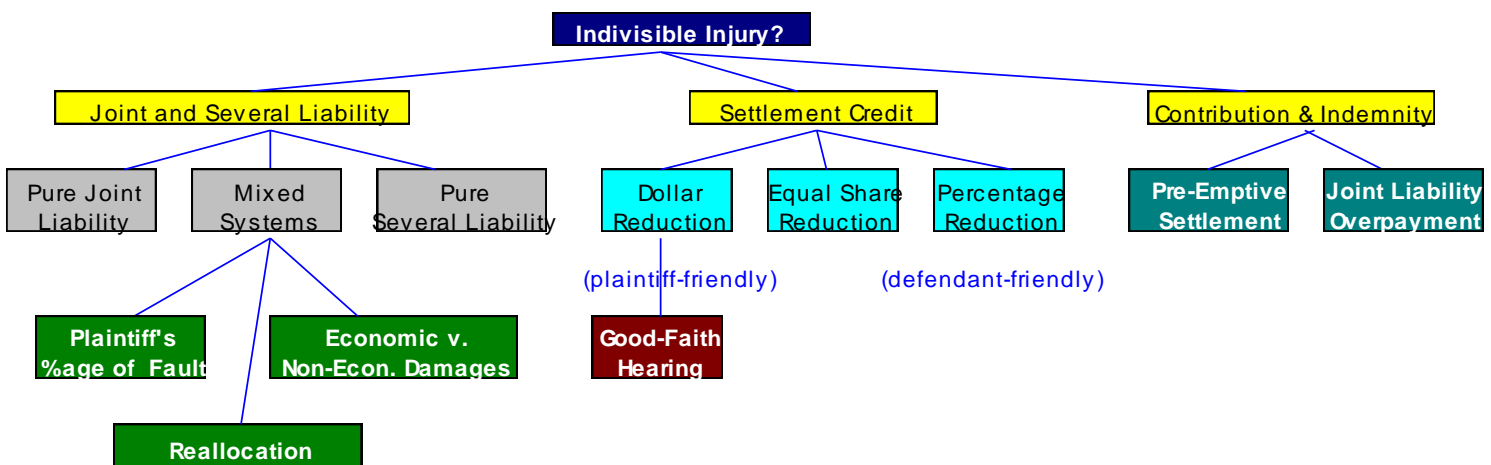 Indivisible Injury?
Joint and Several Liability
Settlement Credit
Contribution & Indemnity
Pure Joint
Liability
Mixed
Systems
Pure
Several Liability
Dollar
Reduction
Equal Share
Reduction
Percentage
Reduction
Pre-Emptive
Settlement
Joint Liability
Overpayment
(plaintiff-friendly)
(defendant-friendly)
Plaintiff's
%age of Fault
Economic v.
Non-Econ. Damages
Good-Faith
Hearing
Reallocation